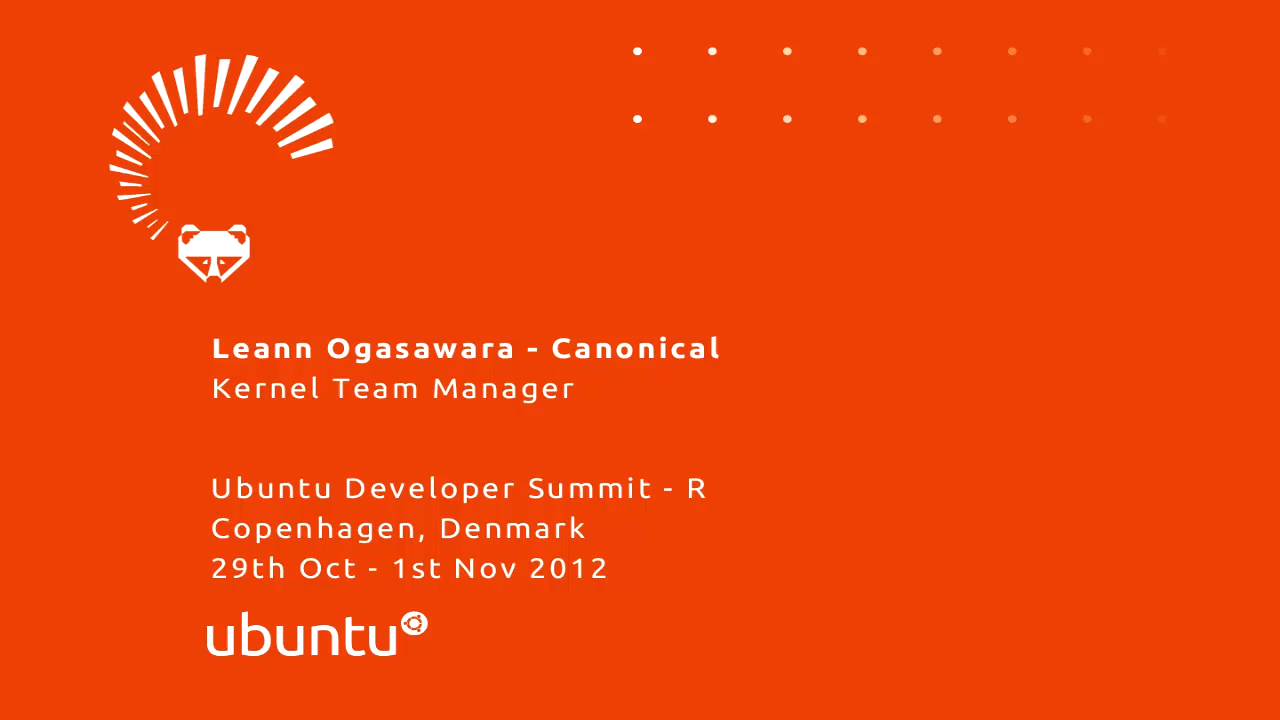 Leann Ogasawara - Canonical
Kernel Team Manager
Ubuntu Developer Summit - R
Copenhagen, Denmark
29th Oct - 1st Nov 2012
ubuntu